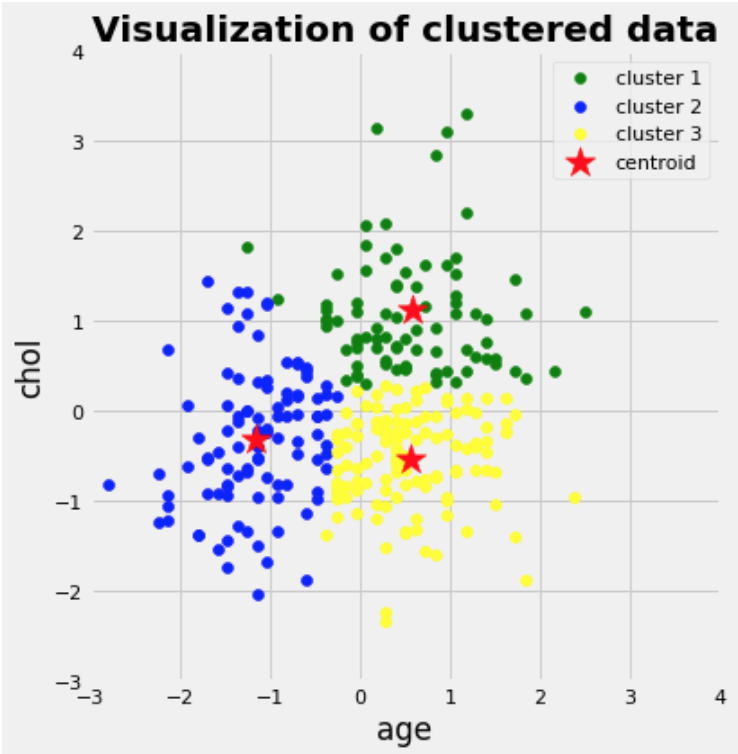 Visualization of clustered data
cluster 1
cluster 2
cluster 3
centroid
4
3
2
1
0
−1
−2
−3
chol
−3 −2 −1 0 1 2 3 4
age